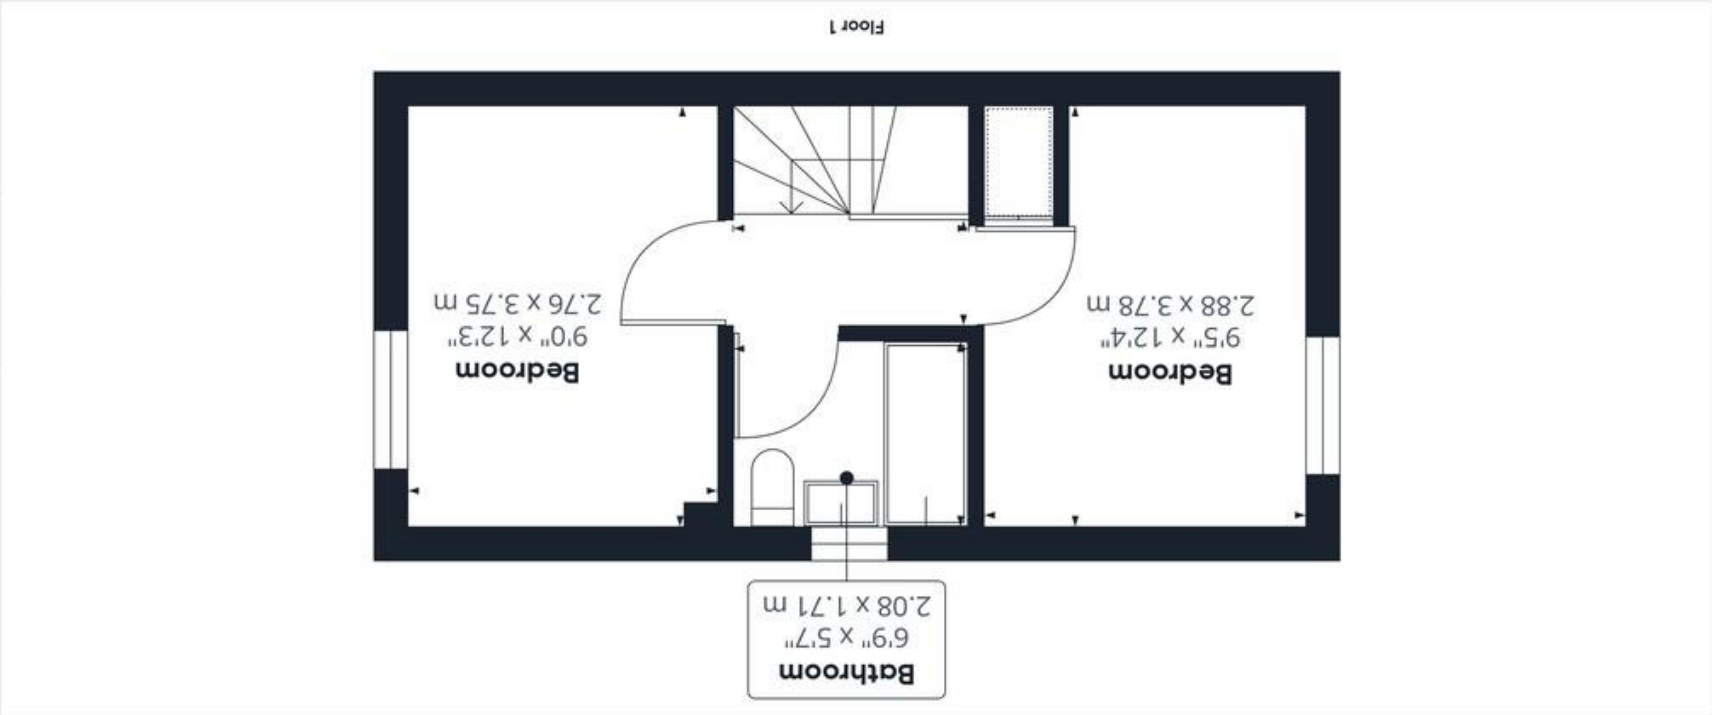 Bathroom
6'9" x 5'7"
2.08 x 1.71 m
Bedroom
9'5" x 12'4"
2.88 x 3.78 m
Bedroom
9'0" x 12'3"
2.76 x 3.75 m
Floor 1